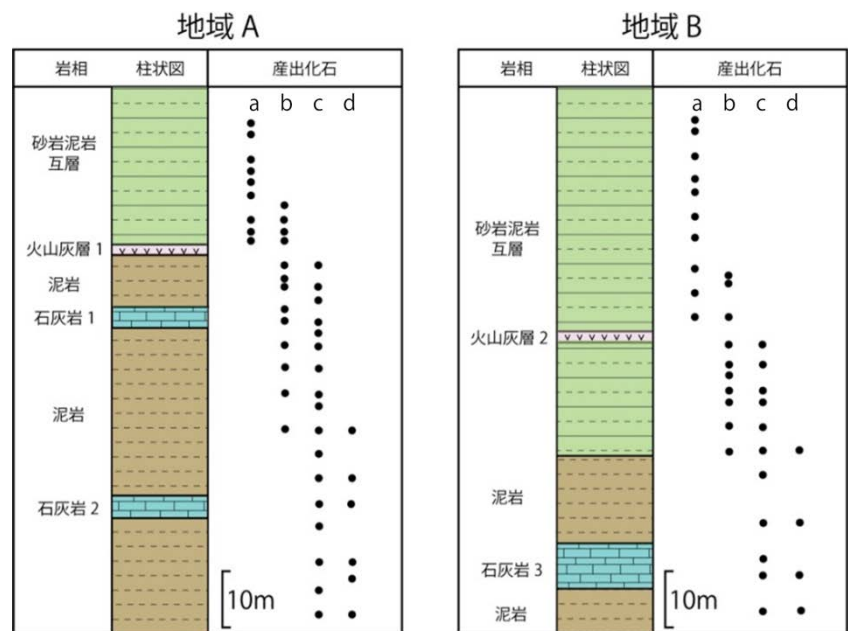 地域 A
岩相 柱状図 産出化石
a b c d
砂岩泥岩
互層
火山灰層 1
泥岩
石灰岩 1
泥岩
石灰岩 2
10m
地域 B
岩相 柱状図 産出化石
a b c d
砂岩泥岩
互層
火山灰層 2
泥岩
石灰岩 3
泥岩
10m